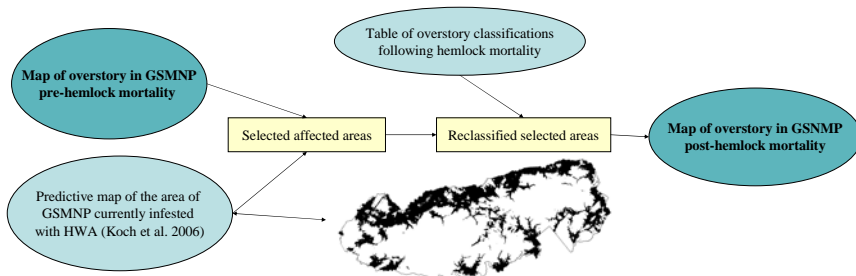 Table of overstory classifications
following hemlock mortality
Map of overstory in GSMNP
pre-hemlock mortality
Selected affected areas
Reclassified selected areas
Map of overstory in GSNMP
post-hemlock mortality
Predictive map of the area of
GSMNP currently infested
with HWA (Koch et al. 2006)